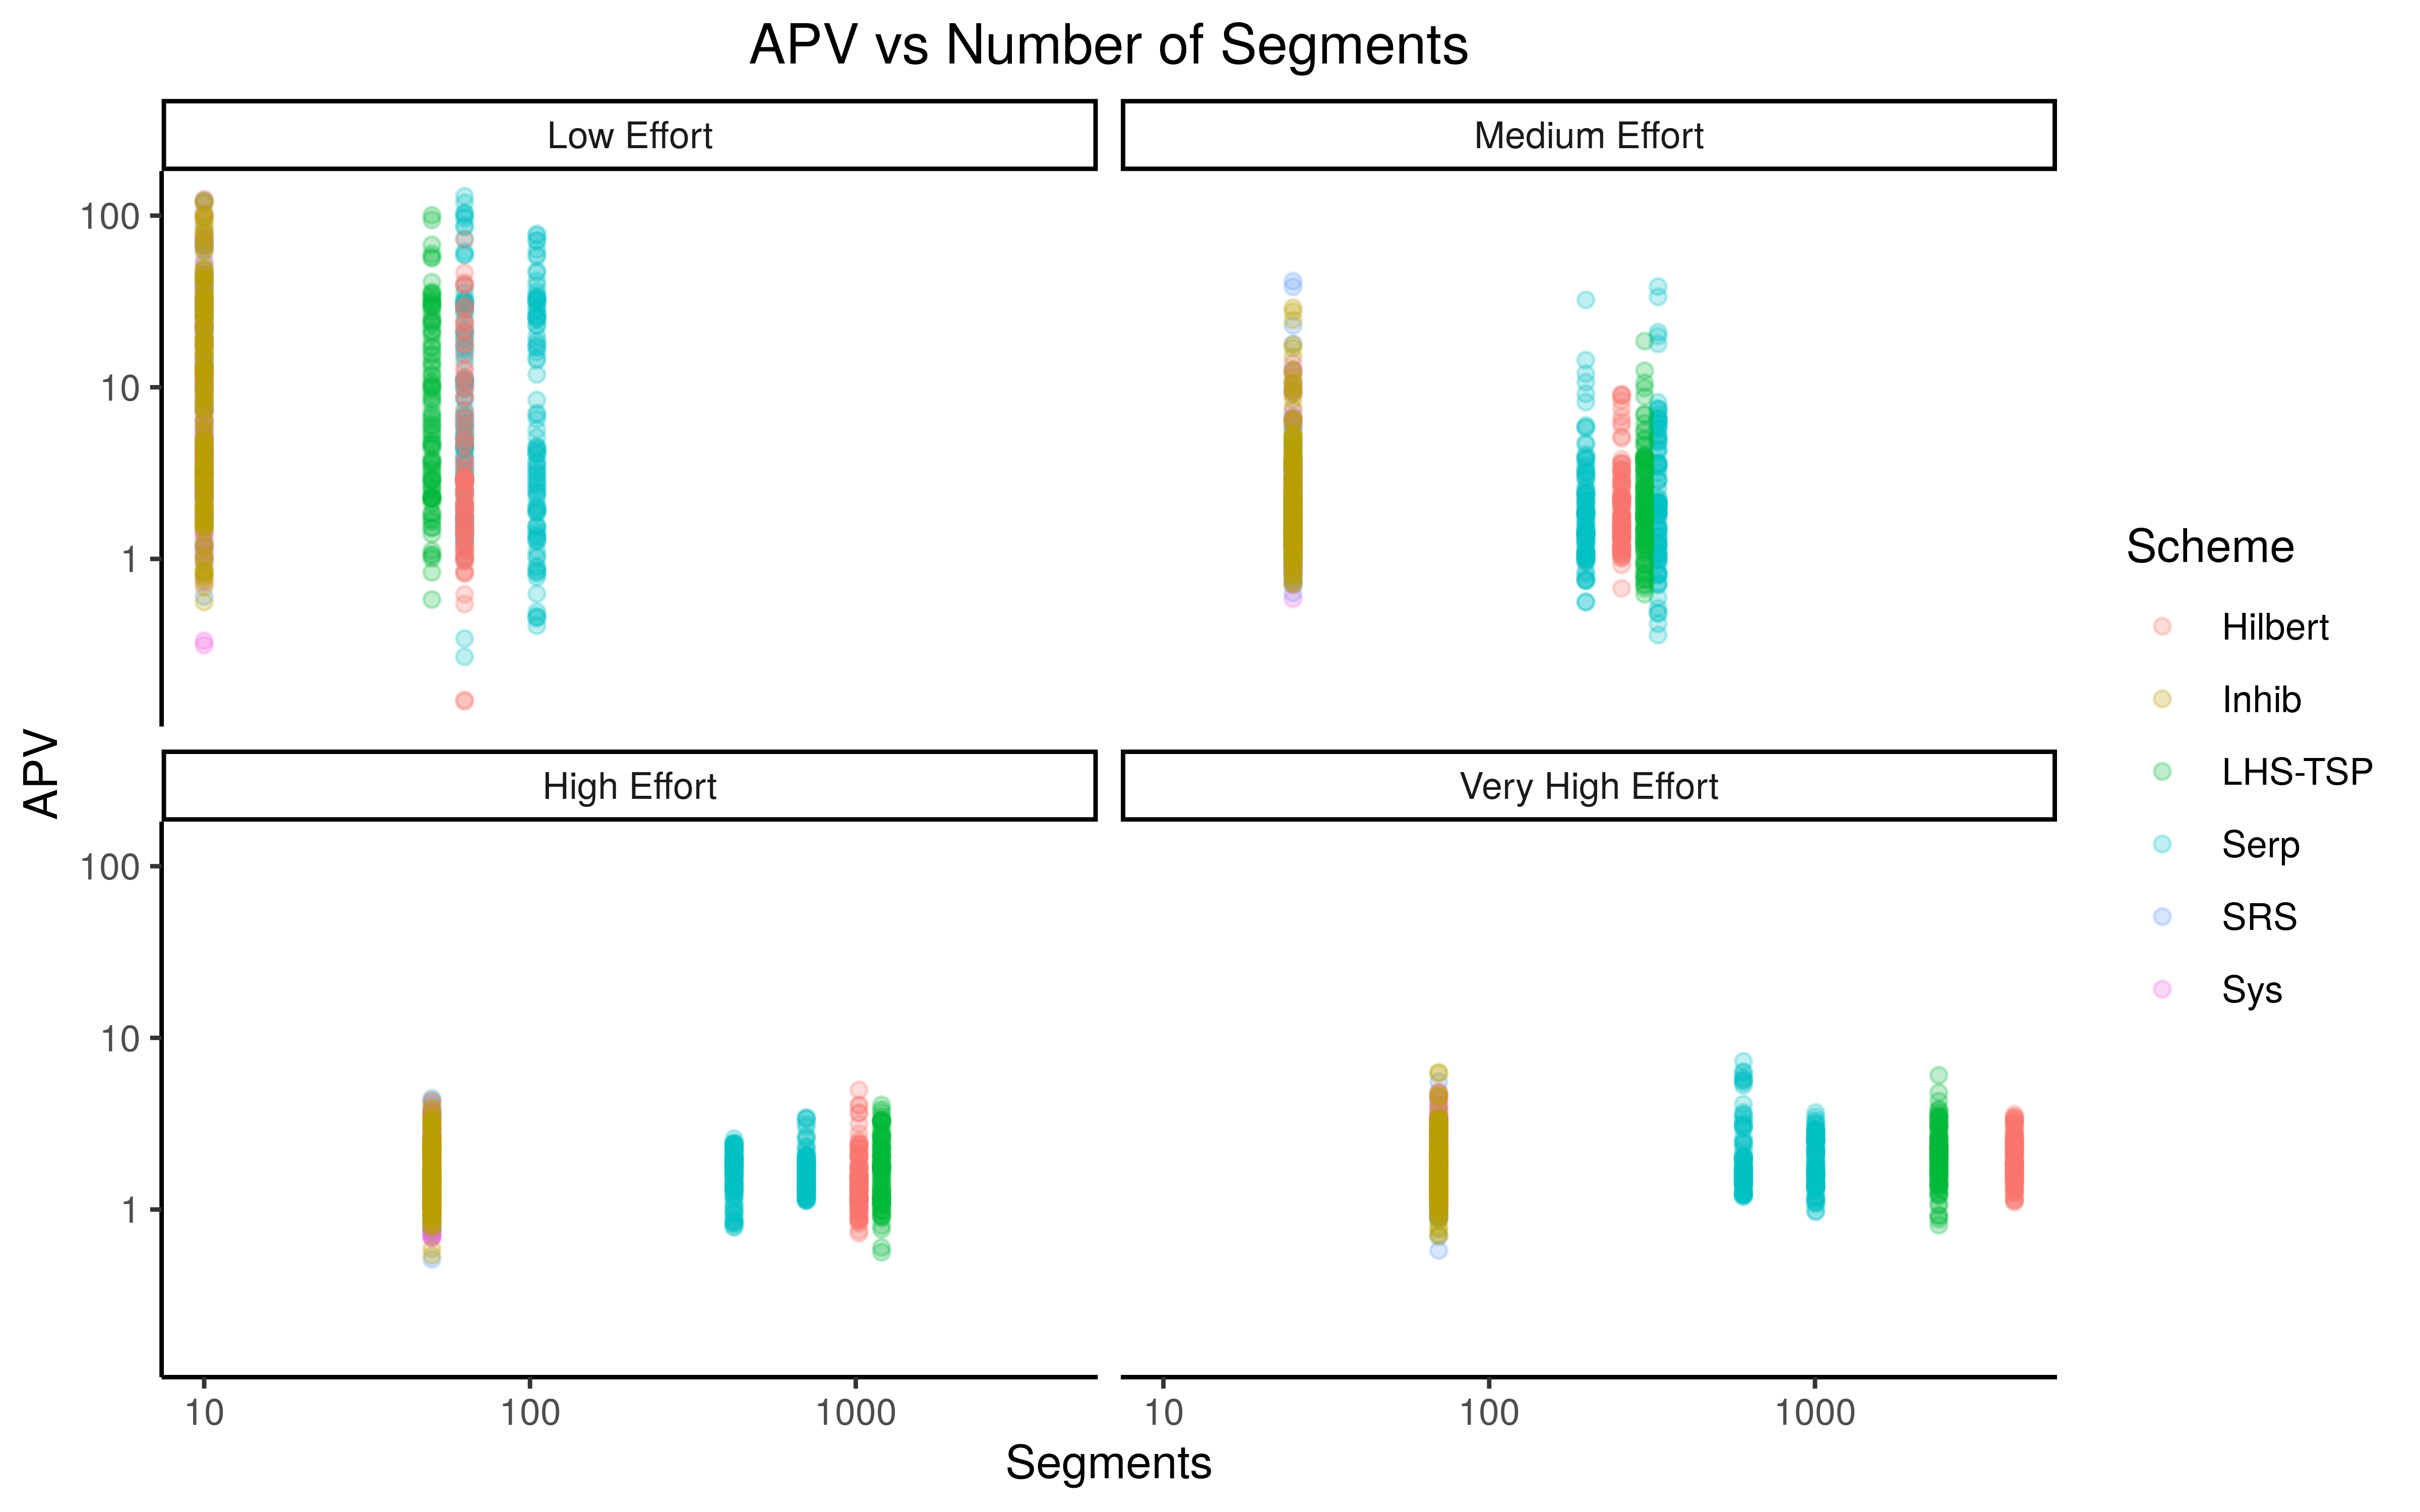 APV vs Number of Segments
Low Effort
Medium Effort
100
10
1
APV
High Effort
Very High Effort
100
10
1
10
100
1000
10
100
1000
Segments
Scheme
Hilbert
Inhib
LHS-TSP
Serp
SRS
Sys